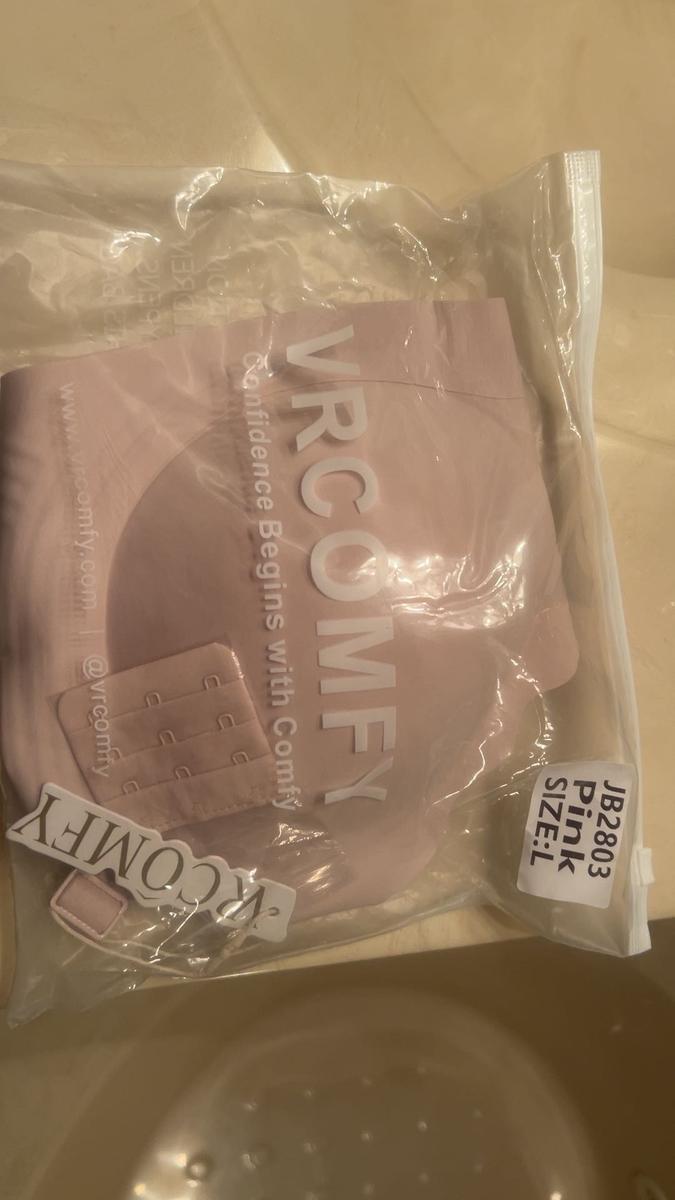 VRCOMFY
Confidence Begins with Comfy
www.vrcomfy.com | @vrcomfy
JB2803
Pink
SIZE:L
VRCOMFY